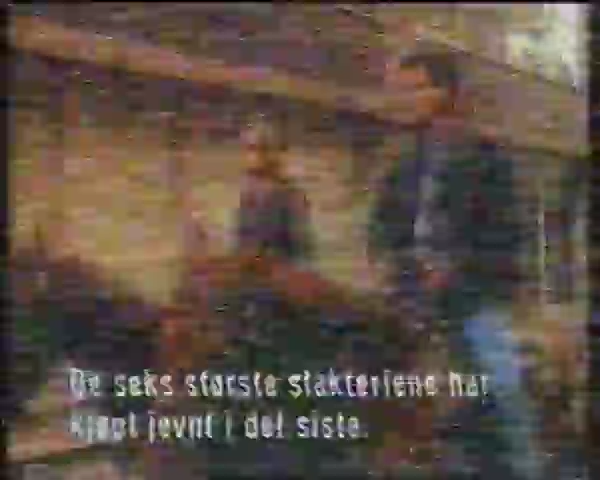 De seks største slakteriene har
kjøpt jevnt i det siste.